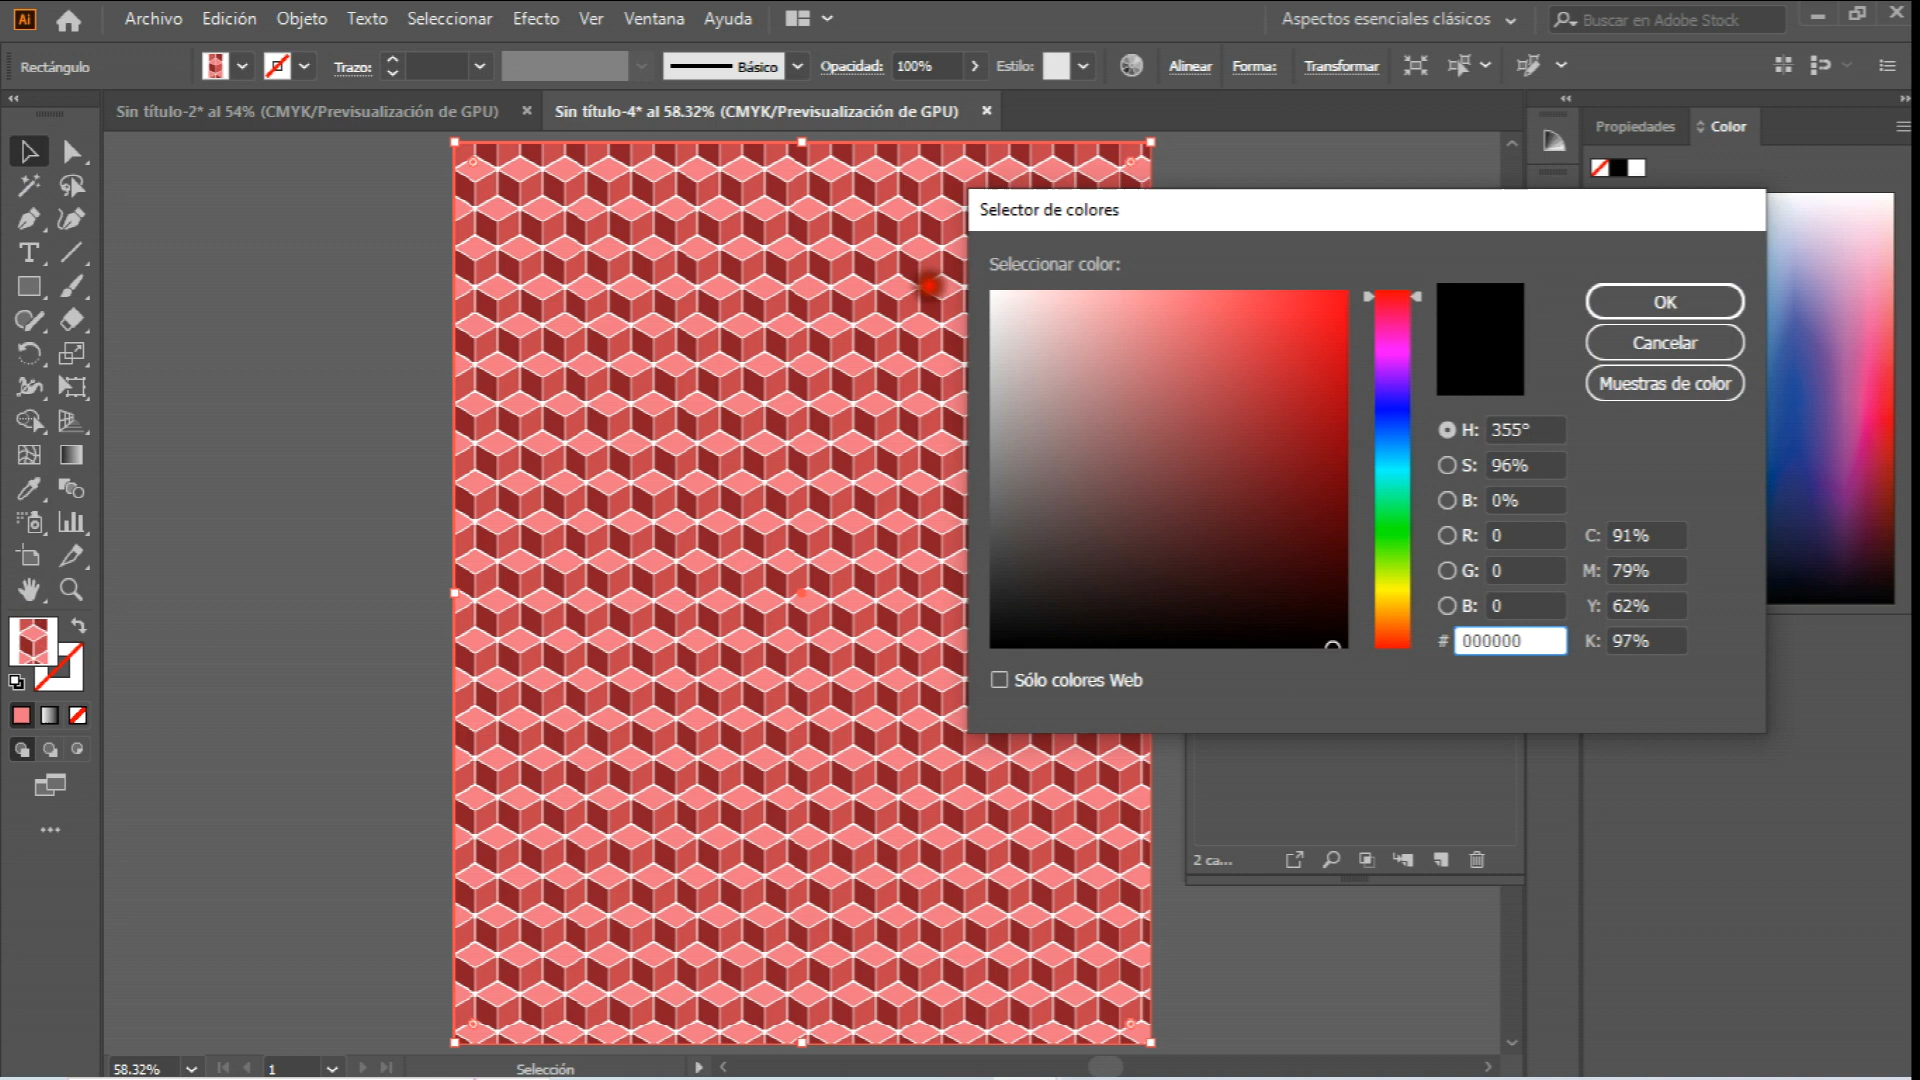 Ai Archivo Edición Objeto Texto Seleccionar Efecto Ver Ventana Ayuda Aspectos esenciales clásicos Buscar en Adobe Stock
Rectángulo Trazo: Básico Opacidad: 100% Estilo: Alinear Forma: Transformar
Sin título-2* al 54% (CMYK/Previsualización de GPU) × Sin título-4* al 58.32% (CMYK/Previsualización de GPU) ×
Propiedades Color
Selector de colores
Seleccionar color:
OK
Cancelar
Muestras de color
H: 355°
S: 96%
B: 0%
R: 0 C: 91%
G: 0 M: 79%
B: 0 Y: 62%
# 000000 K: 97%
Sólo colores Web
2 ca...
58.32% 1 Selección